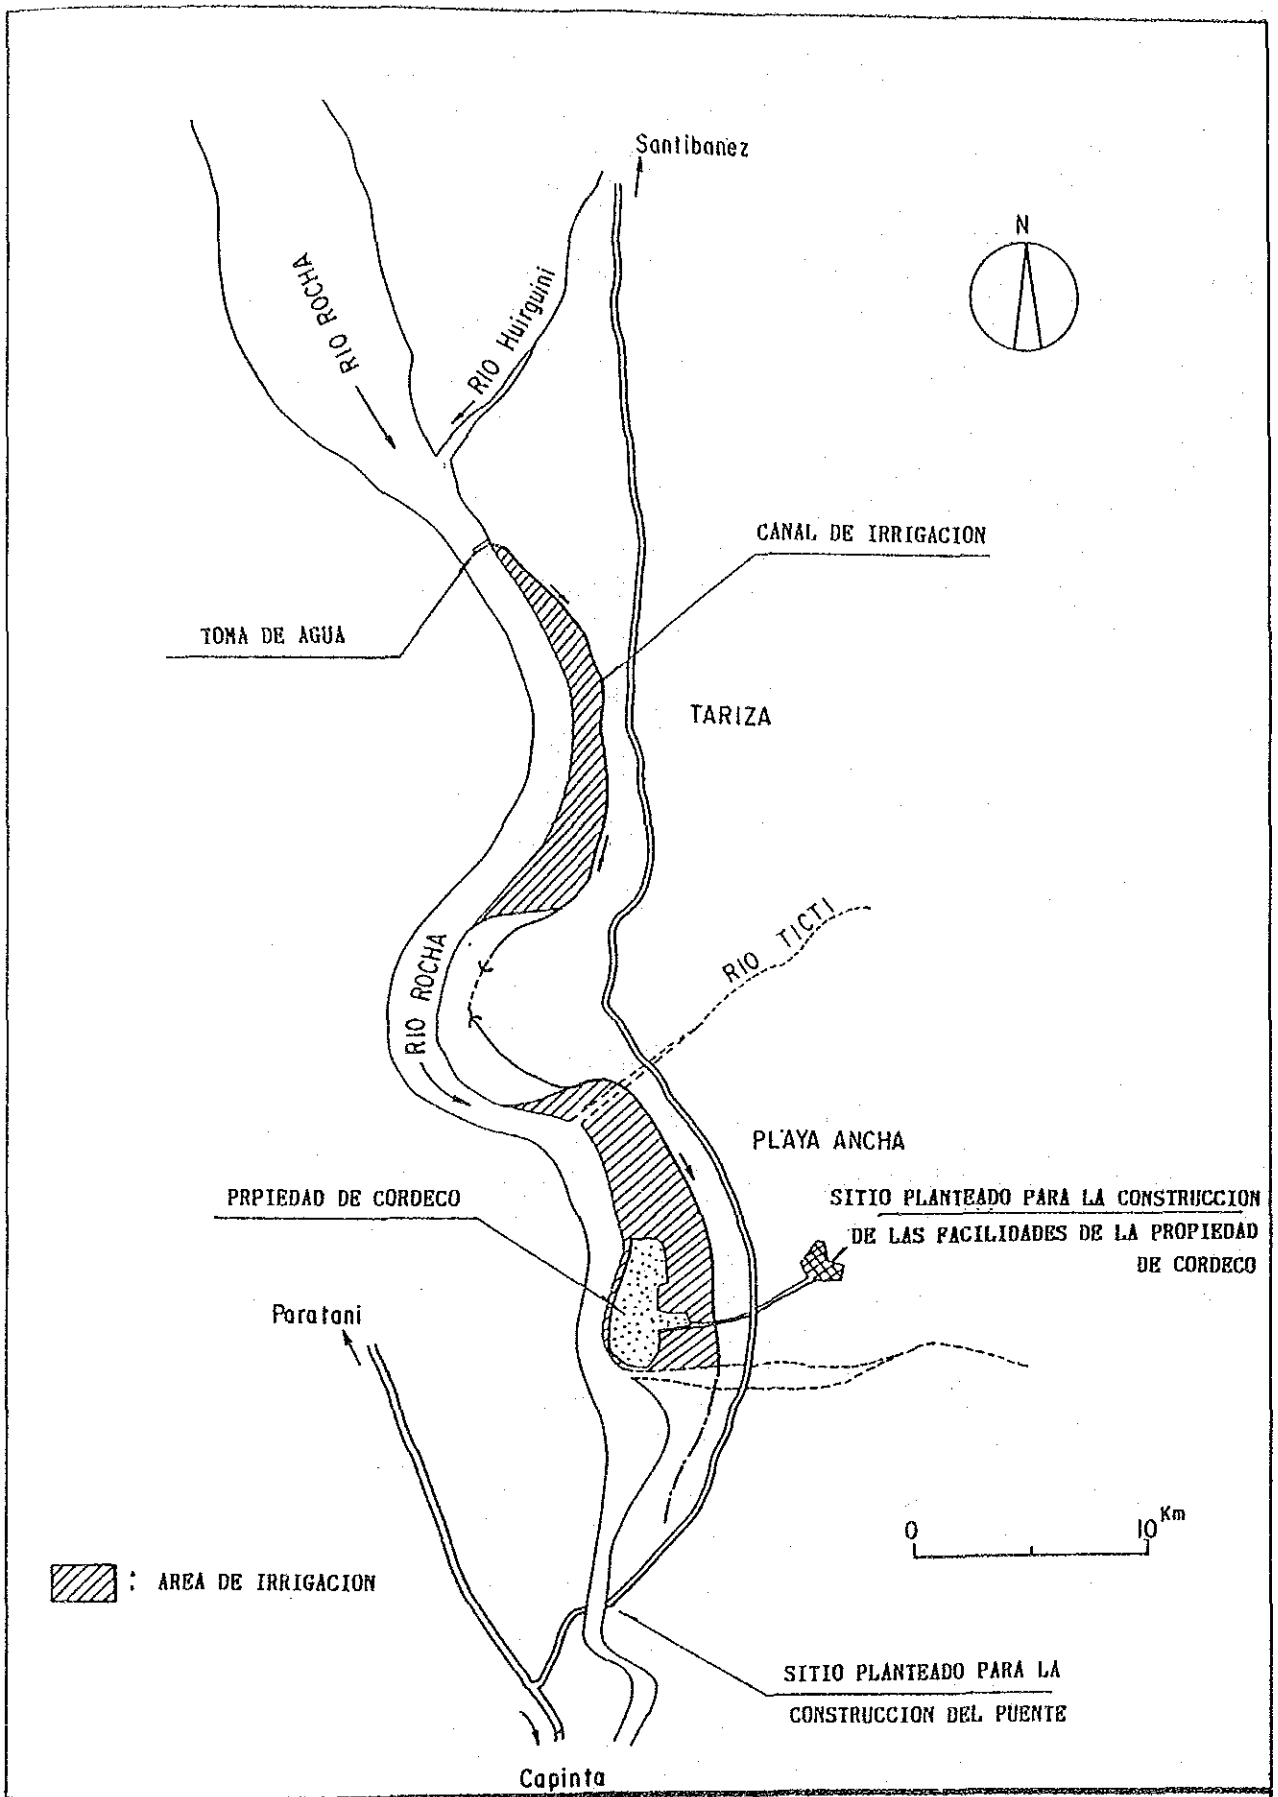 Santibanez
N
RIO ROCHA
RIO Huirguini
CANAL DE IRRIGACION
TOMA DE AGUA
TARIZA
RIO TICTI
RIO ROCHA
PLAYA ANCHA
PRPIEDAD DE CORDECO
SITIO PLANTEADO PARA LA CONSTRUCCION
DE LAS FACILIDADES DE LA PROPIEDAD
DE CORDECO
Paratani
0 10 Km
: AREA DE IRRIGACION
SITIO PLANTEADO PARA LA
CONSTRUCCION DEL PUENTE
Capinta